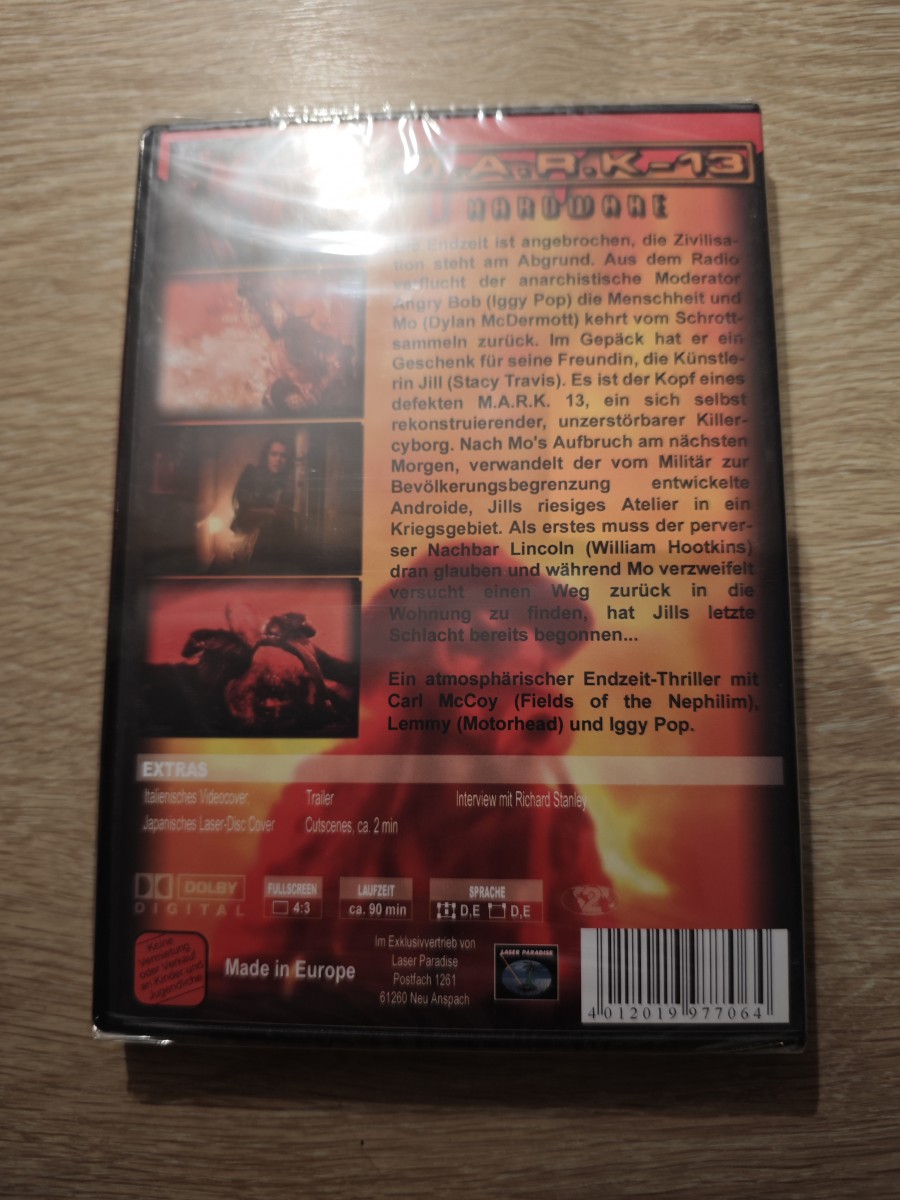 M.A.R.K-13
HARDWARE
Die Endzeit ist angebrochen, die Zivilisa-
tion steht am Abgrund. Aus dem Radio
verflucht der anarchistische Moderator
Angry Bob (Iggy Pop) die Menschheit und
Mo (Dylan McDermott) kehrt vom Schrott-
sammeln zurück. Im Gepäck hat er ein
Geschenk für seine Freundin, die Künstle-
rin Jill (Stacy Travis). Es ist der Kopf eines
defekten M.A.R.K. 13, ein sich selbst
rekonstruierender, unzerstörbarer Killer-
cyborg. Nach Mo's Aufbruch am nächsten
Morgen, verwandelt der vom Militär zur
Bevölkerungsbegrenzung entwickelte
Androide, Jills riesiges Atelier in ein
Kriegsgebiet. Als erstes muss der perver-
ser Nachbar Lincoln (William Hootkins)
dran glauben und während Mo verzweifelt
versucht einen Weg zurück in die
Wohnung zu finden, hat Jills letzte
Schlacht bereits begonnen...
Ein atmosphärischer Endzeit-Thriller mit
Carl McCoy (Fields of the Nephilim),
Lemmy (Motorhead) und Iggy Pop.
EXTRAS
Italienisches Videocover, Trailer Interview mit Richard Stanley
Japanisches Laser-Disc Cover Cutscenes, ca. 2 min
DOLBY
DIGITAL
FULLSCREEN
4:3
LAUFZEIT
ca. 90 min
SPRACHE
D,E D,E
2
Keine
Vermietung
oder Verkauf
an Kinder und
Jugendliche
Made in Europe
Im Exklusivvertrieb von
Laser Paradise
Postfach 1261
61260 Neu Anspach
LASER PARADISE
4 012019 977064